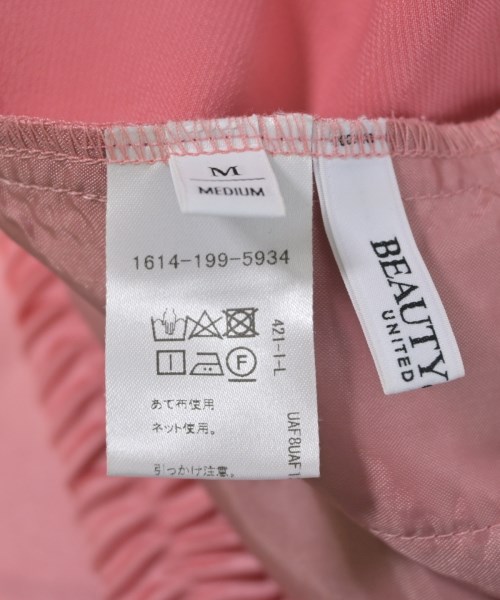 M
MEDIUM
1614-199-5934
421-I-L
F
あて布使用
ネット使用。
引っかけ注意。
UAF8UAF1
BEAUTY
UNITED